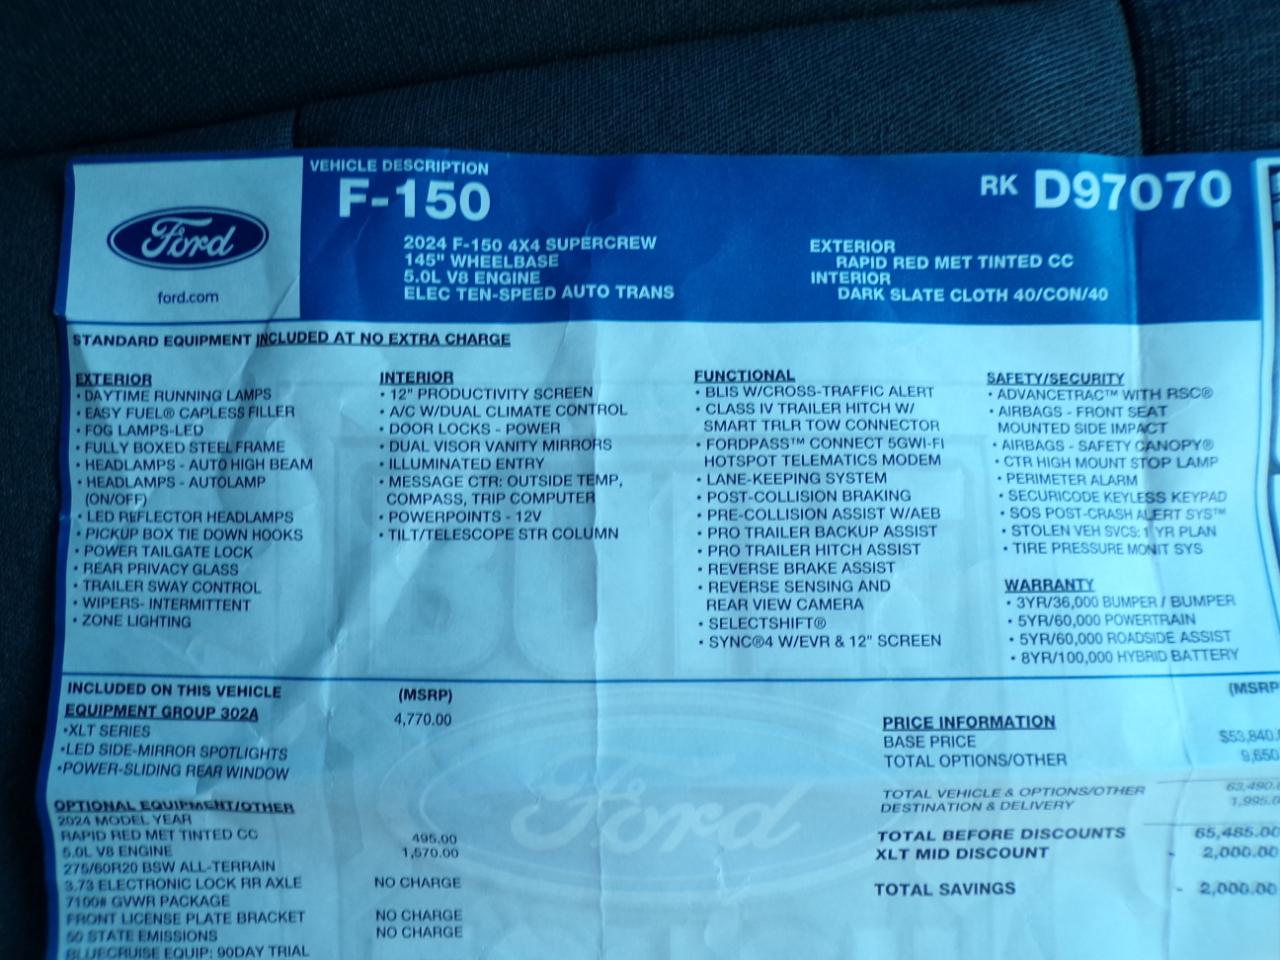 VEHICLE DESCRIPTION
F-150
RK D97070
Ford
ford.com
2024 F-150 4X4 SUPERCREW
145" WHEELBASE
5.0L V8 ENGINE
ELEC TEN-SPEED AUTO TRANS
EXTERIOR
RAPID RED MET TINTED CC
INTERIOR
DARK SLATE CLOTH 40/CON/40
STANDARD EQUIPMENT INCLUDED AT NO EXTRA CHARGE
EXTERIOR
• DAYTIME RUNNING LAMPS
• EASY FUEL® CAPLESS FILLER
• FOG LAMPS-LED
• FULLY BOXED STEEL FRAME
• HEADLAMPS - AUTO HIGH BEAM
• HEADLAMPS - AUTOLAMP
(ON/OFF)
• LED REFLECTOR HEADLAMPS
• PICKUP BOX TIE DOWN HOOKS
• POWER TAILGATE LOCK
• REAR PRIVACY GLASS
• TRAILER SWAY CONTROL
• WIPERS- INTERMITTENT
• ZONE LIGHTING
INTERIOR
• 12" PRODUCTIVITY SCREEN
• A/C W/DUAL CLIMATE CONTROL
• DOOR LOCKS - POWER
• DUAL VISOR VANITY MIRRORS
• ILLUMINATED ENTRY
• MESSAGE CTR: OUTSIDE TEMP,
COMPASS, TRIP COMPUTER
• POWERPOINTS - 12V
• TILT/TELESCOPE STR COLUMN
FUNCTIONAL
• BLIS W/CROSS-TRAFFIC ALERT
• CLASS IV TRAILER HITCH W/
SMART TRLR TOW CONNECTOR
• FORDPASS™ CONNECT 5GWI-FI
HOTSPOT TELEMATICS MODEM
• LANE-KEEPING SYSTEM
• POST-COLLISION BRAKING
• PRE-COLLISION ASSIST W/AEB
• PRO TRAILER BACKUP ASSIST
• PRO TRAILER HITCH ASSIST
• REVERSE BRAKE ASSIST
• REVERSE SENSING AND
REAR VIEW CAMERA
• SELECTSHIFT®
• SYNC®4 W/EVR & 12" SCREEN
SAFETY/SECURITY
• ADVANCETRAC™ WITH RSC®
• AIRBAGS - FRONT SEAT
MOUNTED SIDE IMPACT
• AIRBAGS - SAFETY CANOPY®
• CTR HIGH MOUNT STOP LAMP
• PERIMETER ALARM
• SECURICODE KEYLESS KEYPAD
• SOS POST-CRASH ALERT SYS™
• STOLEN VEH SVCS: 1 YR PLAN
• TIRE PRESSURE MONIT SYS
WARRANTY
• 3YR/36,000 BUMPER / BUMPER
• 5YR/60,000 POWERTRAIN
• 5YR/60,000 ROADSIDE ASSIST
• 8YR/100,000 HYBRID BATTERY
BUILT
Ford
INCLUDED ON THIS VEHICLE (MSRP)
EQUIPMENT GROUP 302A 4,770.00
•XLT SERIES
•LED SIDE-MIRROR SPOTLIGHTS
•POWER-SLIDING REAR WINDOW
OPTIONAL EQUIPMENT/OTHER
2024 MODEL YEAR
RAPID RED MET TINTED CC 495.00
5.0L V8 ENGINE 1,570.00
275/60R20 BSW ALL-TERRAIN
3.73 ELECTRONIC LOCK RR AXLE NO CHARGE
7100# GVWR PACKAGE
FRONT LICENSE PLATE BRACKET NO CHARGE
50 STATE EMISSIONS NO CHARGE
BLUECRUISE EQUIP: 90DAY TRIAL
(MSRP
PRICE INFORMATION
BASE PRICE $53,840.
TOTAL OPTIONS/OTHER 9,650
TOTAL VEHICLE & OPTIONS/OTHER 63,490.
DESTINATION & DELIVERY 1,995.0
TOTAL BEFORE DISCOUNTS 65,485.00
XLT MID DISCOUNT - 2,000.00
TOTAL SAVINGS - 2,000.00